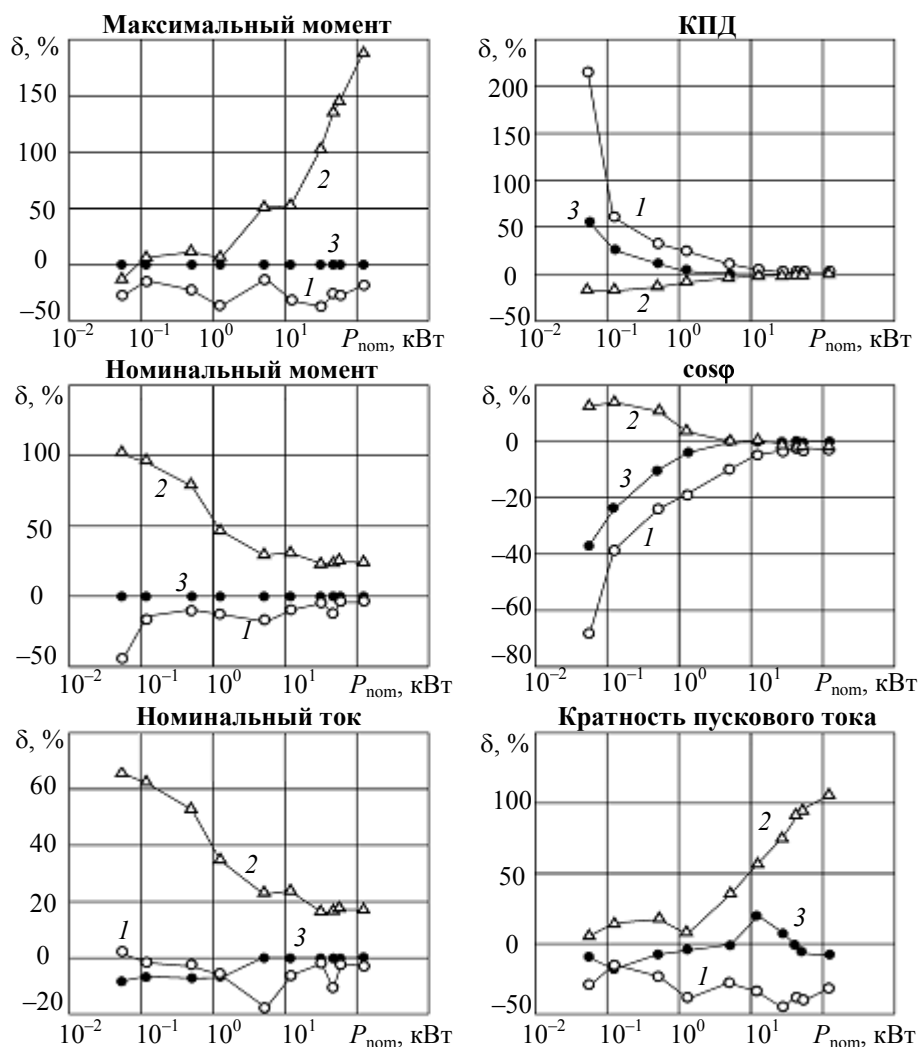 Максимальный момент
δ, %
150
100
50
0
–50
2
3
1
10⁻² 10⁻¹ 10⁰ 10¹ Pnom, кВт
КПД
δ, %
200
150
100
50
0
–50
1
3
2
10⁻² 10⁻¹ 10⁰ 10¹ Pnom, кВт
Номинальный момент
δ, %
100
50
0
–50
2
3
1
10⁻² 10⁻¹ 10⁰ 10¹ Pnom, кВт
cosφ
δ, %
0
–20
–40
–60
–80
2
3
1
10⁻² 10⁻¹ 10⁰ 10¹ Pnom, кВт
Номинальный ток
δ, %
60
40
20
0
–20
2
1
3
10⁻² 10⁻¹ 10⁰ 10¹ Pnom, кВт
Кратность пускового тока
δ, %
100
50
0
–50
2
3
1
10⁻² 10⁻¹ 10⁰ 10¹ Pnom, кВт